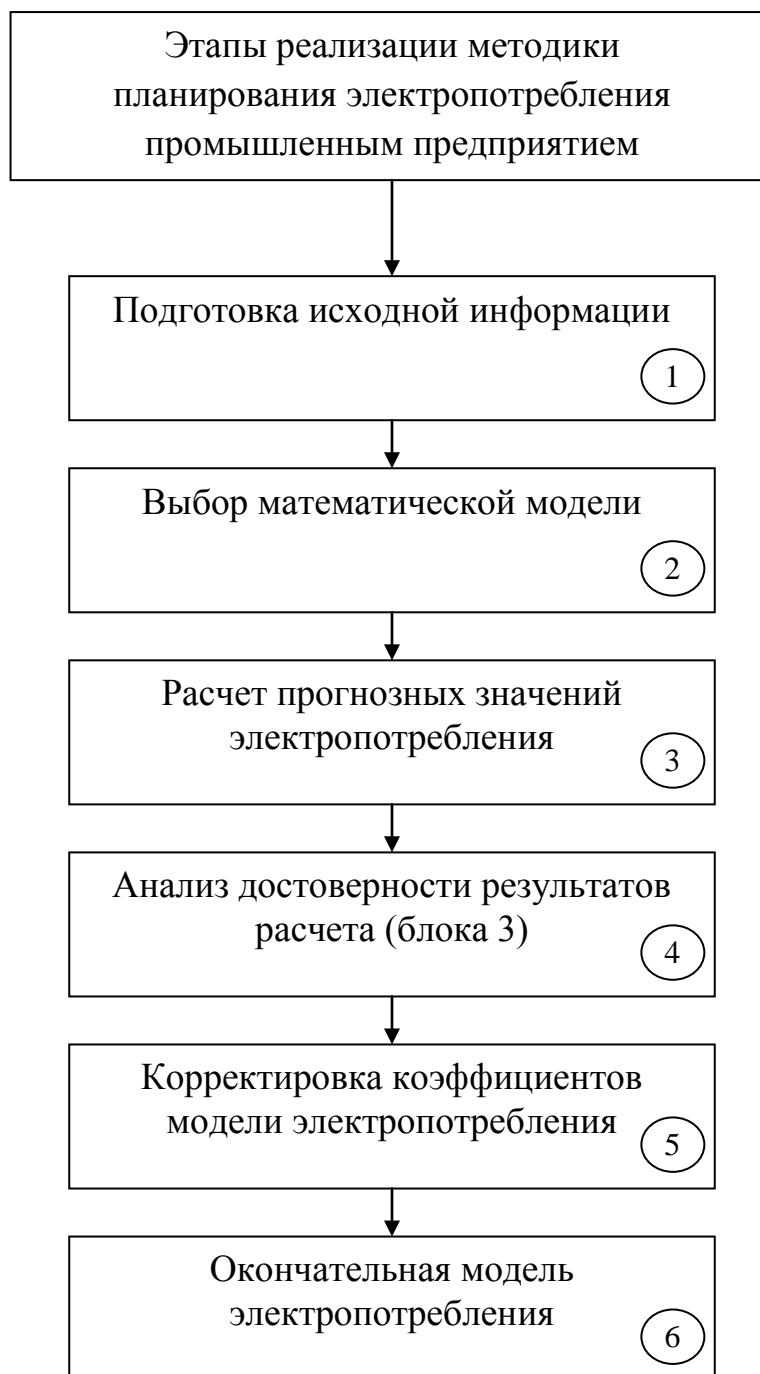 Этапы реализации методики
планирования электропотребления
промышленным предприятием
Подготовка исходной информации
1
Выбор математической модели
2
Расчет прогнозных значений
электропотребления
3
Анализ достоверности результатов
расчета (блока 3)
4
Корректировка коэффициентов
модели электропотребления
5
Окончательная модель
электропотребления
6